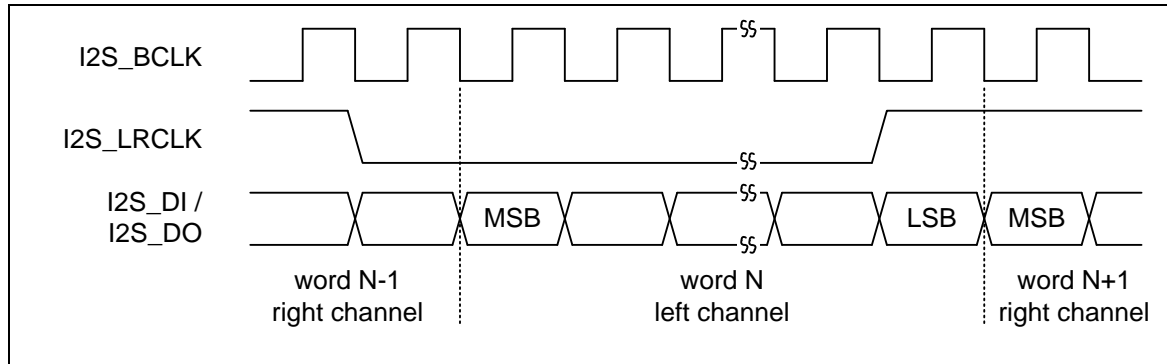 I2S_BCLK
I2S_LRCLK
I2S_DI /
I2S_DO
MSB
LSB
MSB
word N-1
right channel
word N
left channel
word N+1
right channel